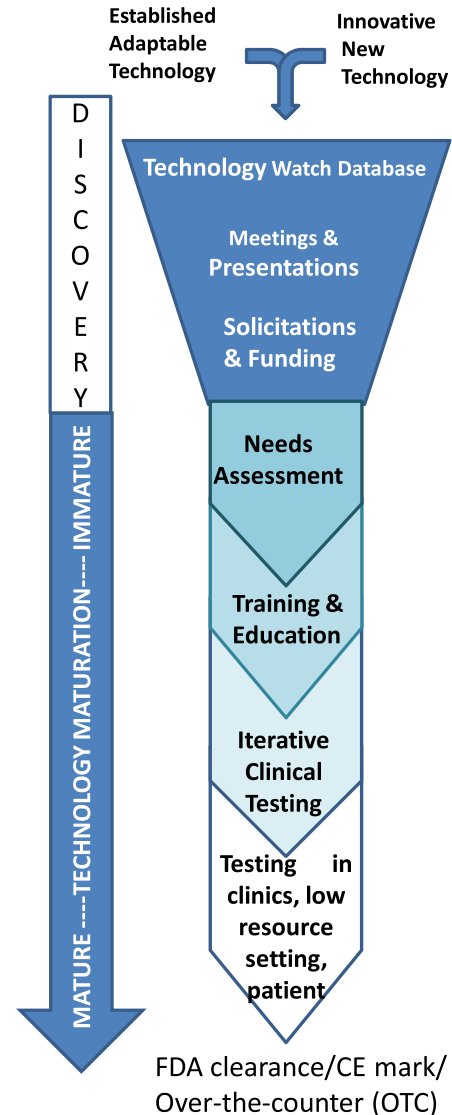 Established
Adaptable
Technology
Innovative
New
Technology
DISCOVERY
MATURE ----TECHNOLOGY MATURATION---- IMMATURE
Technology Watch Database
Meetings &
Presentations
Solicitations
& Funding
Needs
Assessment
Training &
Education
Iterative
Clinical
Testing
Testing in
clinics, low
resource
setting,
patient
FDA clearance/CE mark/
Over-the-counter (OTC)